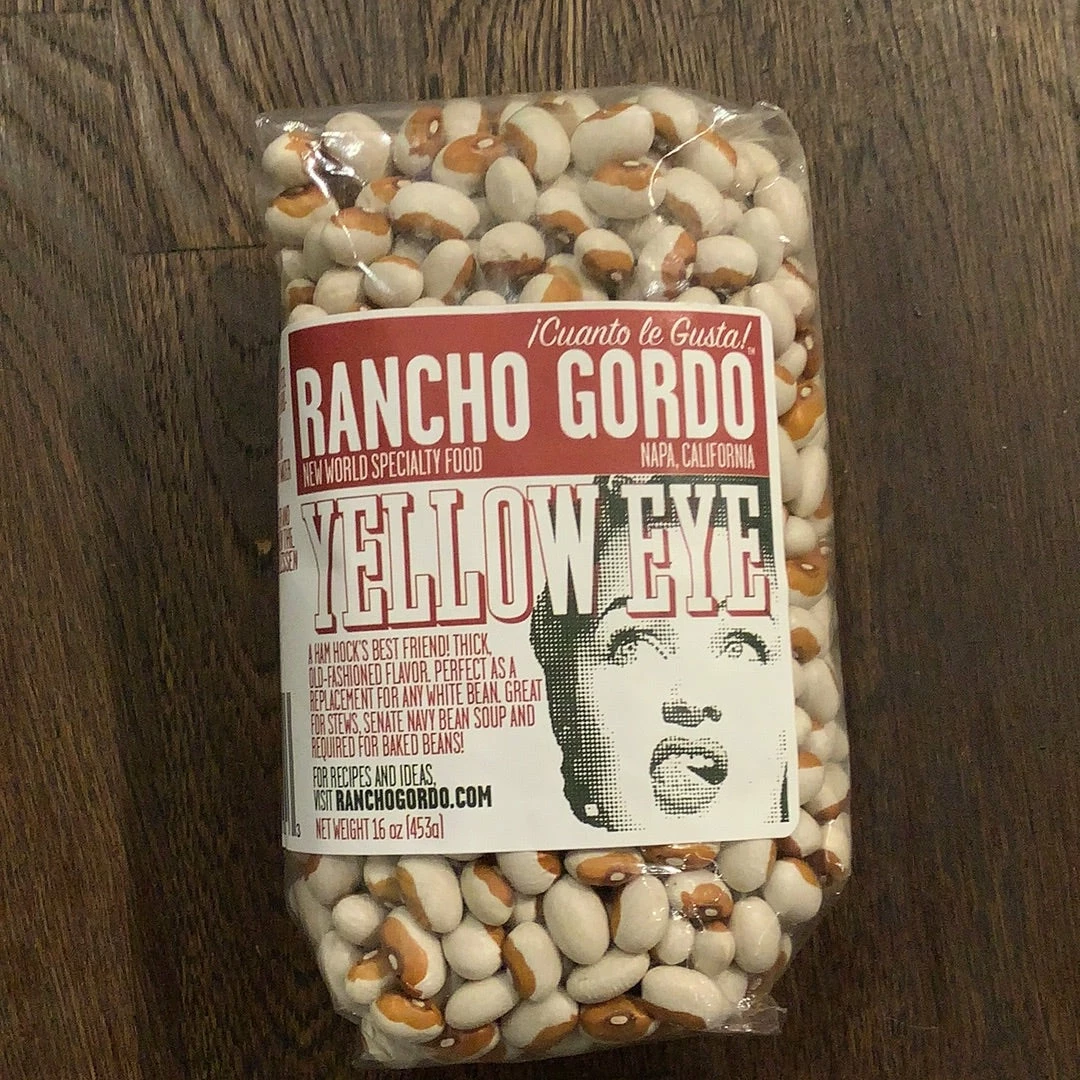 ¡Cuanto le Gusta!™
RANCHO GORDO
NEW WORLD SPECIALTY FOOD
NAPA, CALIFORNIA
YELLOW EYE
A HAM HOCK'S BEST FRIEND! THICK,
OLD-FASHIONED FLAVOR. PERFECT AS A
REPLACEMENT FOR ANY WHITE BEAN. GREAT
FOR STEWS, SENATE NAVY BEAN SOUP AND
REQUIRED FOR BAKED BEANS!
FOR RECIPES AND IDEAS,
VISIT RANCHOGORDO.COM
NET WEIGHT 16 oz (453g)
3